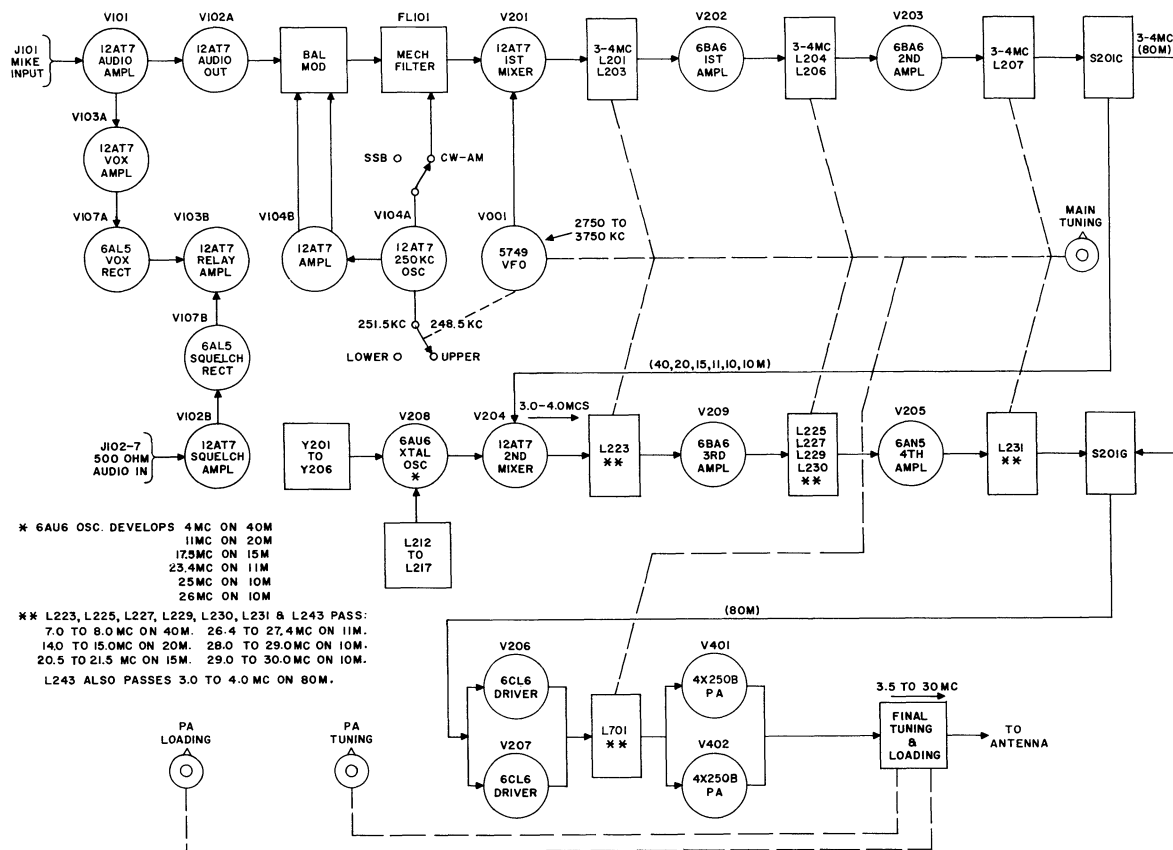 V101
V102A
FL101
V201
V202
V203
J101
MIKE
INPUT
12AT7
AUDIO
AMPL
12AT7
AUDIO
OUT
BAL
MOD
MECH
FILTER
12AT7
1ST
MIXER
3-4MC
L201
L203
6BA6
1ST
AMPL
3-4MC
L204
L206
6BA6
2ND
AMPL
3-4MC
L207
S201C
3-4MC
(80M)
V103A
12AT7
VOX
AMPL
SSB
CW-AM
V107A
V103B
V104B
V104A
V001
2750 TO
3750 KC
MAIN
TUNING
6AL5
VOX
RECT
12AT7
RELAY
AMPL
12AT7
AMPL
12AT7
250KC
OSC
5749
VFO
V107B
251.5KC
248.5KC
6AL5
SQUELCH
RECT
LOWER
UPPER
(40,20,15,11,10,10M)
V102B
V208
V204
3.0-4.0MCS
V209
V205
J102-7
500 OHM
AUDIO IN
12AT7
SQUELCH
AMPL
Y201
TO
Y206
6AU6
XTAL
OSC
*
12AT7
2ND
MIXER
L223
**
6BA6
3RD
AMPL
L225
L227
L229
L230
**
6AN5
4TH
AMPL
L231
**
S201G
L212
TO
L217
* 6AU6 OSC. DEVELOPS 4MC ON 40M
11MC ON 20M
17.5MC ON 15M
23.4MC ON 11M
25MC ON 10M
26MC ON 10M
** L223, L225, L227, L229, L230, L231 & L243 PASS:
7.0 TO 8.0MC ON 40M. 26.4 TO 27.4MC ON 11M.
14.0 TO 15.0MC ON 20M. 28.0 TO 29.0MC ON 10M.
20.5 TO 21.5 MC ON 15M. 29.0 TO 30.0MC ON 10M.
L243 ALSO PASSES 3.0 TO 4.0 MC ON 80M.
(80M)
V206
V401
6CL6
DRIVER
4X250B
PA
3.5 TO 30 MC
PA
LOADING
PA
TUNING
L701
**
FINAL
TUNING
&
LOADING
TO
ANTENNA
V207
V402
6CL6
DRIVER
4X250B
PA